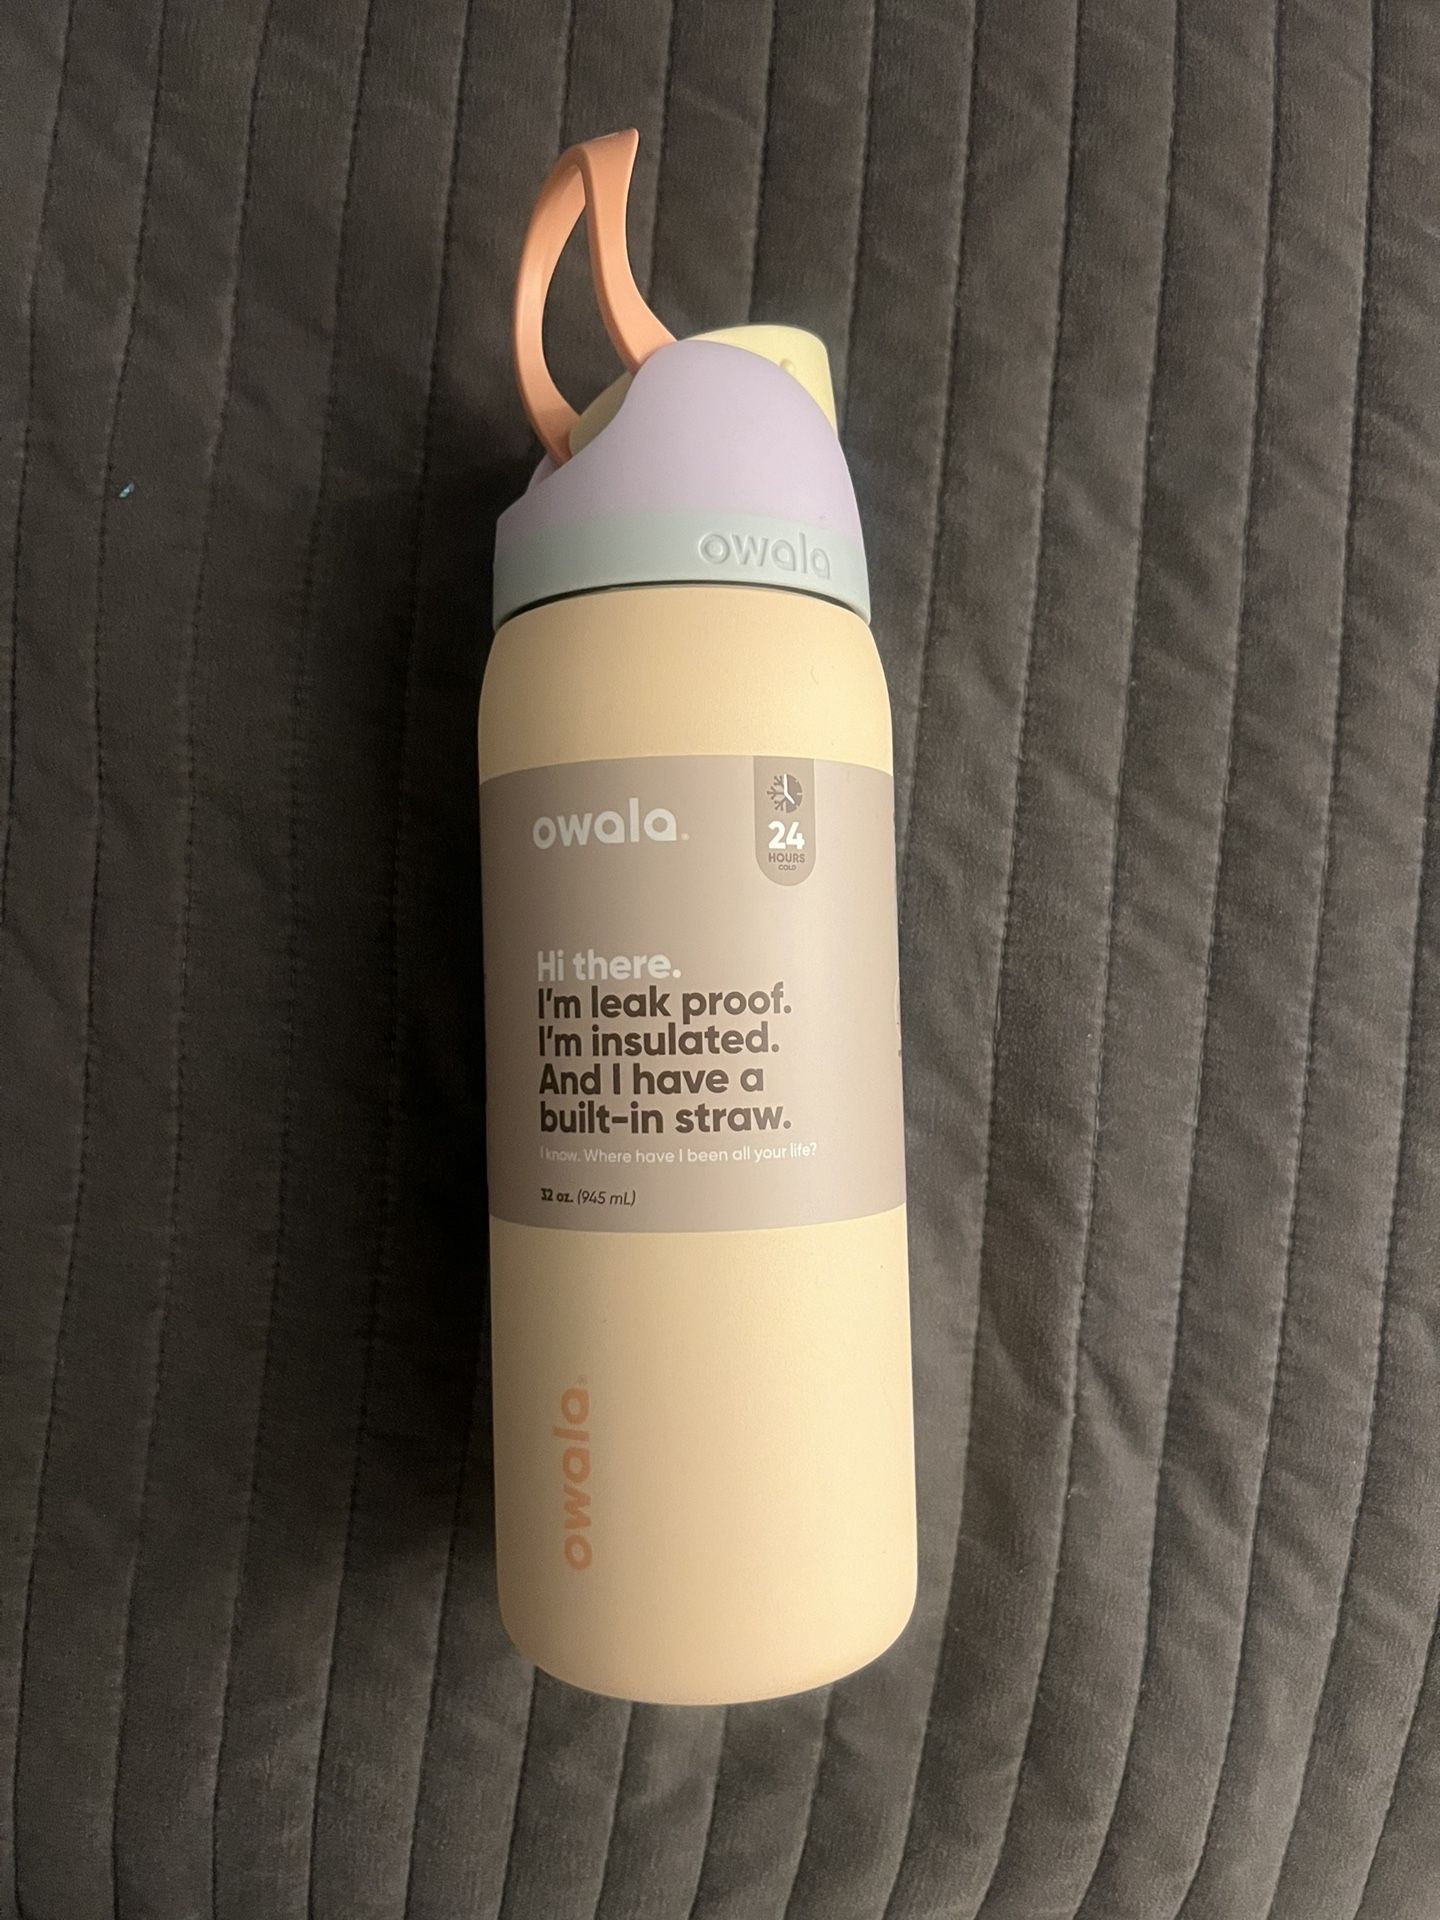 owala
owala®
24
HOURS
COLD
Hi there.
I'm leak proof.
I'm insulated.
And I have a
built-in straw.
I know. Where have I been all your life?
32 oz. (945 mL)
owala®